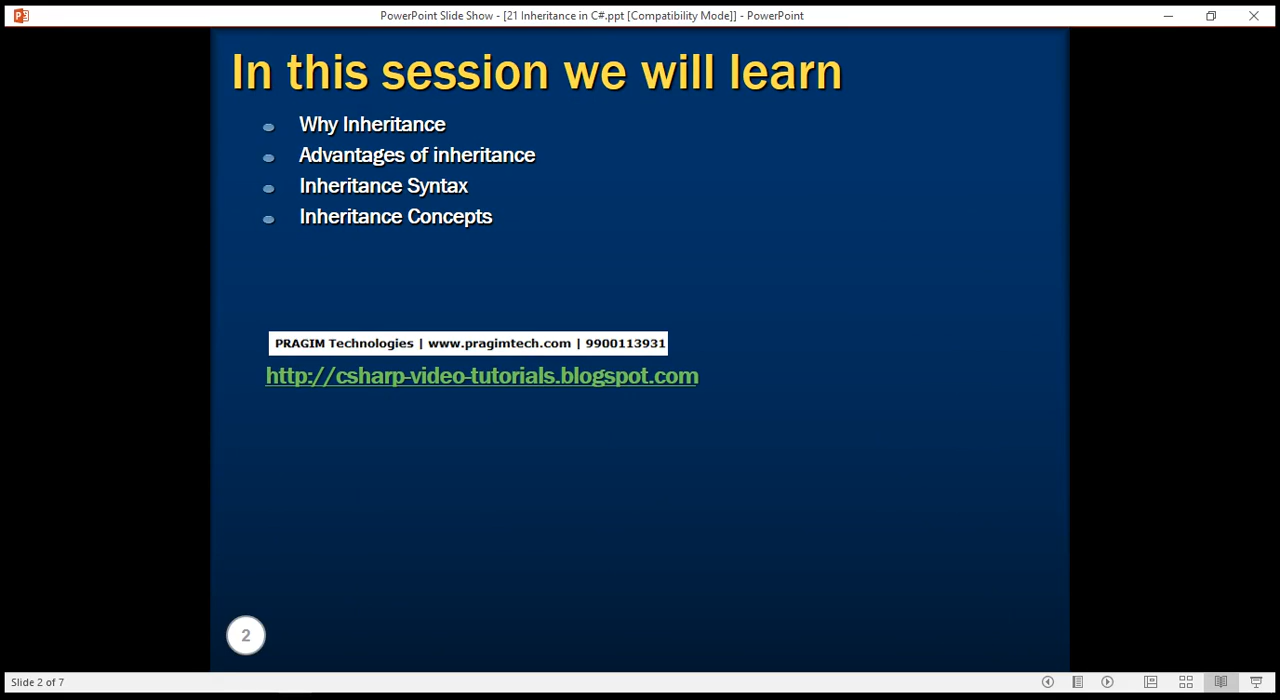 PowerPoint Slide Show - [21 Inheritance in C#.ppt [Compatibility Mode]] - PowerPoint
In this session we will learn
Why Inheritance
Advantages of inheritance
Inheritance Syntax
Inheritance Concepts
PRAGIM Technologies | www.pragimtech.com | 9900113931
http://csharp-video-tutorials.blogspot.com
2
Slide 2 of 7